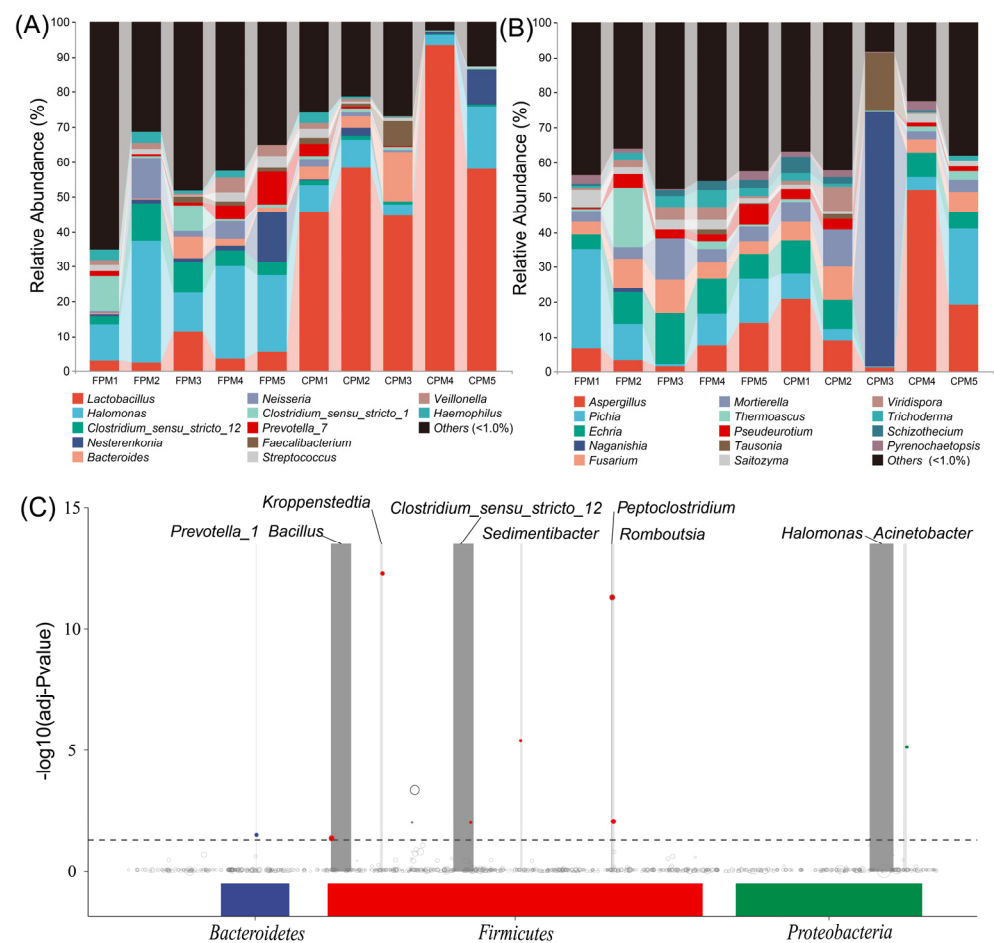 (A)
Relative Abundance (%)
100
90
80
70
60
50
40
30
20
10
0
FPM1 FPM2 FPM3 FPM4 FPM5 CPM1 CPM2 CPM3 CPM4 CPM5
Lactobacillus Neisseria Veillonella
Halomonas Clostridium_sensu_stricto_1 Haemophilus
Clostridium_sensu_stricto_12 Prevotella_7 Others (<1.0%)
Nesterenkonia Faecalibacterium
Bacteroides Streptococcus
(B)
Relative Abundance (%)
100
90
80
70
60
50
40
30
20
10
0
FPM1 FPM2 FPM3 FPM4 FPM5 CPM1 CPM2 CPM3 CPM4 CPM5
Aspergillus Mortierella Viridispora
Pichia Thermoascus Trichoderma
Echria Pseudeurotium Schizothecium
Naganishia Tausonia Pyrenochaetopsis
Fusarium Saitozyma Others (<1.0%)
(C)
-log10(adj-Pvalue)
15
10
5
0
Kroppenstedtia Clostridium_sensu_stricto_12 Peptoclostridium
Prevotella_1 Bacillus Sedimentibacter Romboutsia Halomonas Acinetobacter
Bacteroidetes Firmicutes Proteobacteria